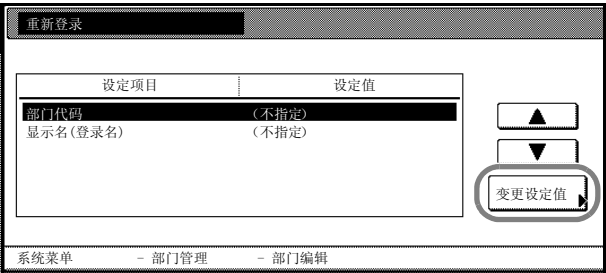 重新登录
设定项目 设定值
部门代码 (不指定)
显示名(登录名) (不指定)
变更设定值
系统菜单 - 部门管理 - 部门编辑